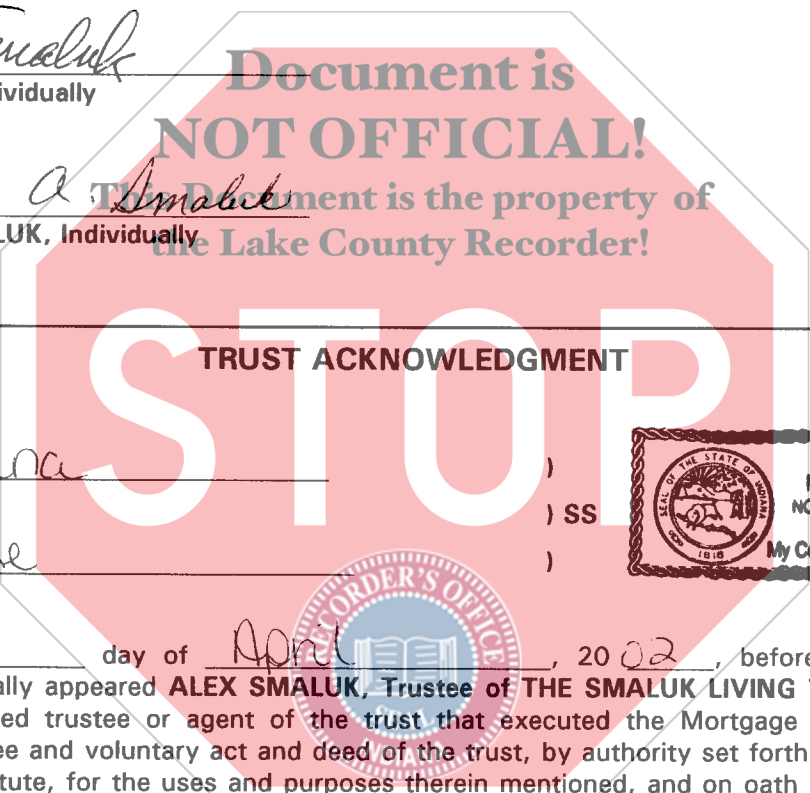 Smaluk
Document is
ividually
NOT OFFICIAL!
a. Smaluk
This Document is the property of
LUK, Individually
the Lake County Recorder!
STOP
TRUST ACKNOWLEDGMENT
na )
) SS
e )
SEAL OF THE STATE OF INDIANA
1816
NO
My Co
RECORDER'S OFFICE
day of April, 20 02, before
ally appeared ALEX SMALUK, Trustee of THE SMALUK LIVING T
ed trustee or agent of the trust that executed the Mortgage
ee and voluntary act and deed of the trust, by authority set forth
tute, for the uses and purposes therein mentioned, and on oath